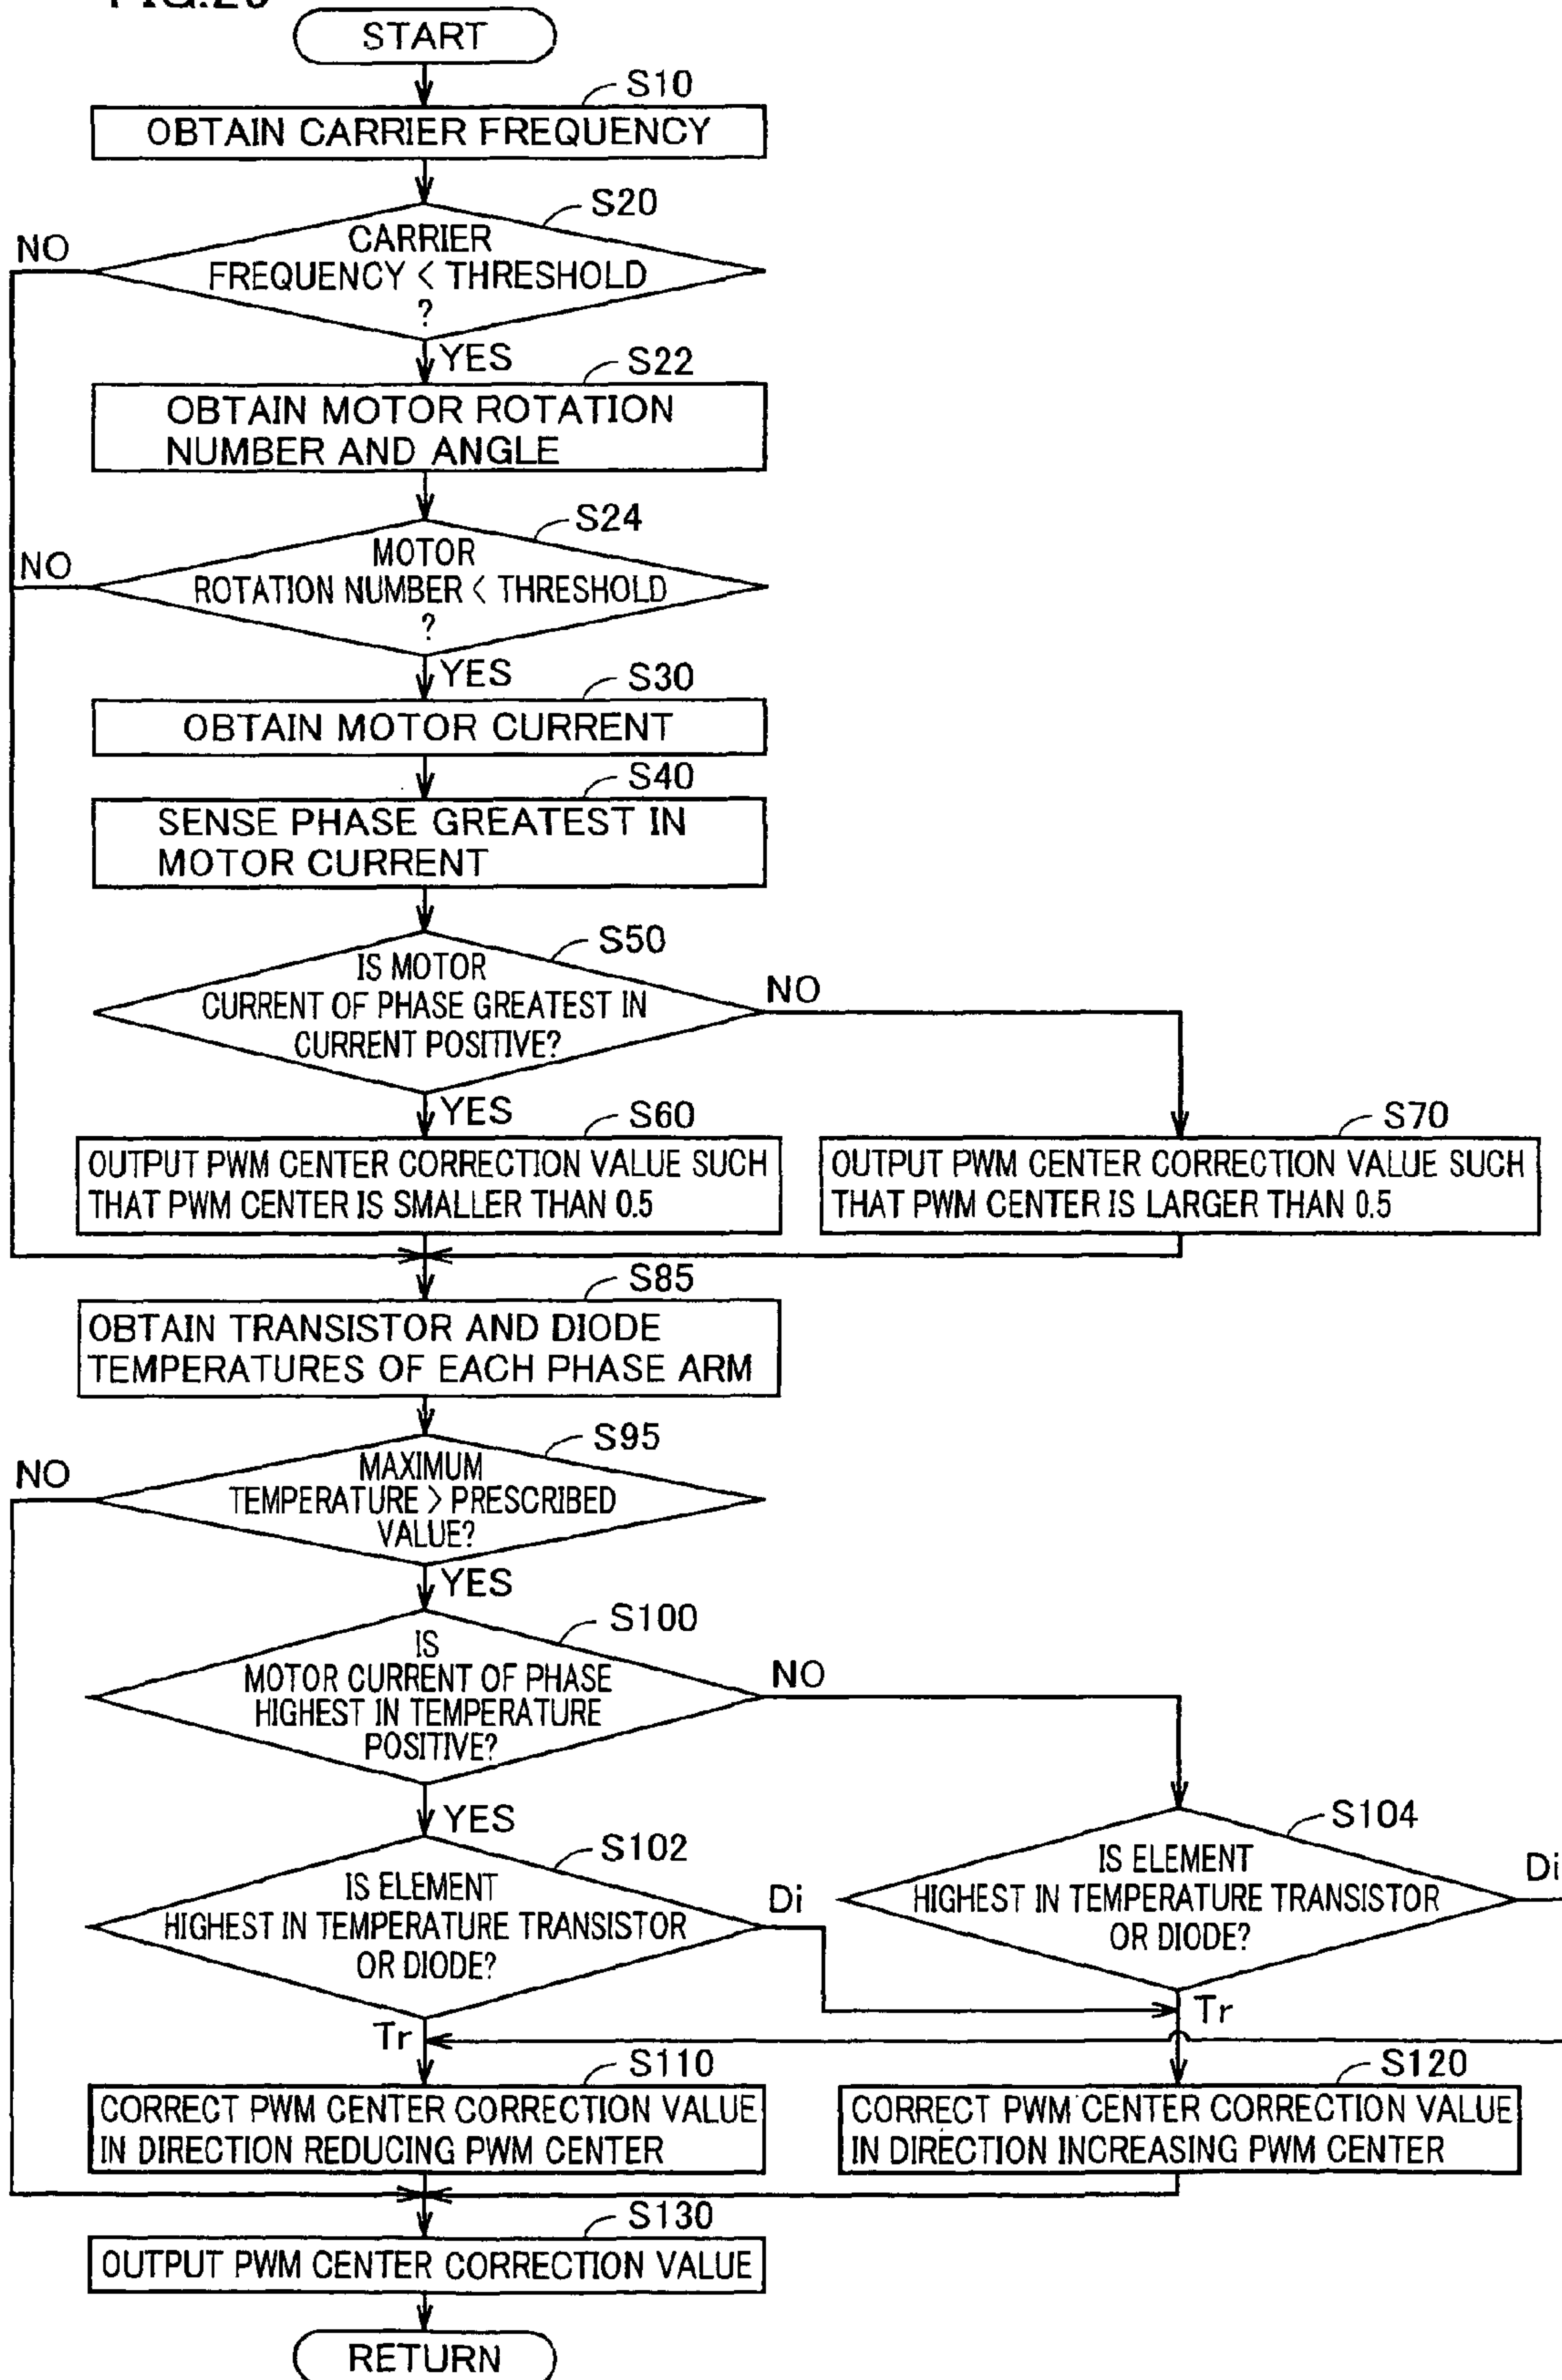 START
S10
OBTAIN CARRIER FREQUENCY
S20
NO
CARRIER
FREQUENCY < THRESHOLD
?
YES
S22
OBTAIN MOTOR ROTATION
NUMBER AND ANGLE
S24
NO
MOTOR
ROTATION NUMBER < THRESHOLD
?
YES
S30
OBTAIN MOTOR CURRENT
S40
SENSE PHASE GREATEST IN
MOTOR CURRENT
S50
IS MOTOR
CURRENT OF PHASE GREATEST IN
CURRENT POSITIVE?
NO
YES
S60
OUTPUT PWM CENTER CORRECTION VALUE SUCH
THAT PWM CENTER IS SMALLER THAN 0.5
S70
OUTPUT PWM CENTER CORRECTION VALUE SUCH
THAT PWM CENTER IS LARGER THAN 0.5
S85
OBTAIN TRANSISTOR AND DIODE
TEMPERATURES OF EACH PHASE ARM
S95
NO
MAXIMUM
TEMPERATURE > PRESCRIBED
VALUE?
YES
S100
IS
MOTOR CURRENT OF PHASE
HIGHEST IN TEMPERATURE
POSITIVE?
NO
YES
S102
IS ELEMENT
HIGHEST IN TEMPERATURE TRANSISTOR
OR DIODE?
Di
Tr
S104
IS ELEMENT
HIGHEST IN TEMPERATURE TRANSISTOR
OR DIODE?
Di
Tr
S110
CORRECT PWM CENTER CORRECTION VALUE
IN DIRECTION REDUCING PWM CENTER
S120
CORRECT PWM CENTER CORRECTION VALUE
IN DIRECTION INCREASING PWM CENTER
S130
OUTPUT PWM CENTER CORRECTION VALUE
RETURN